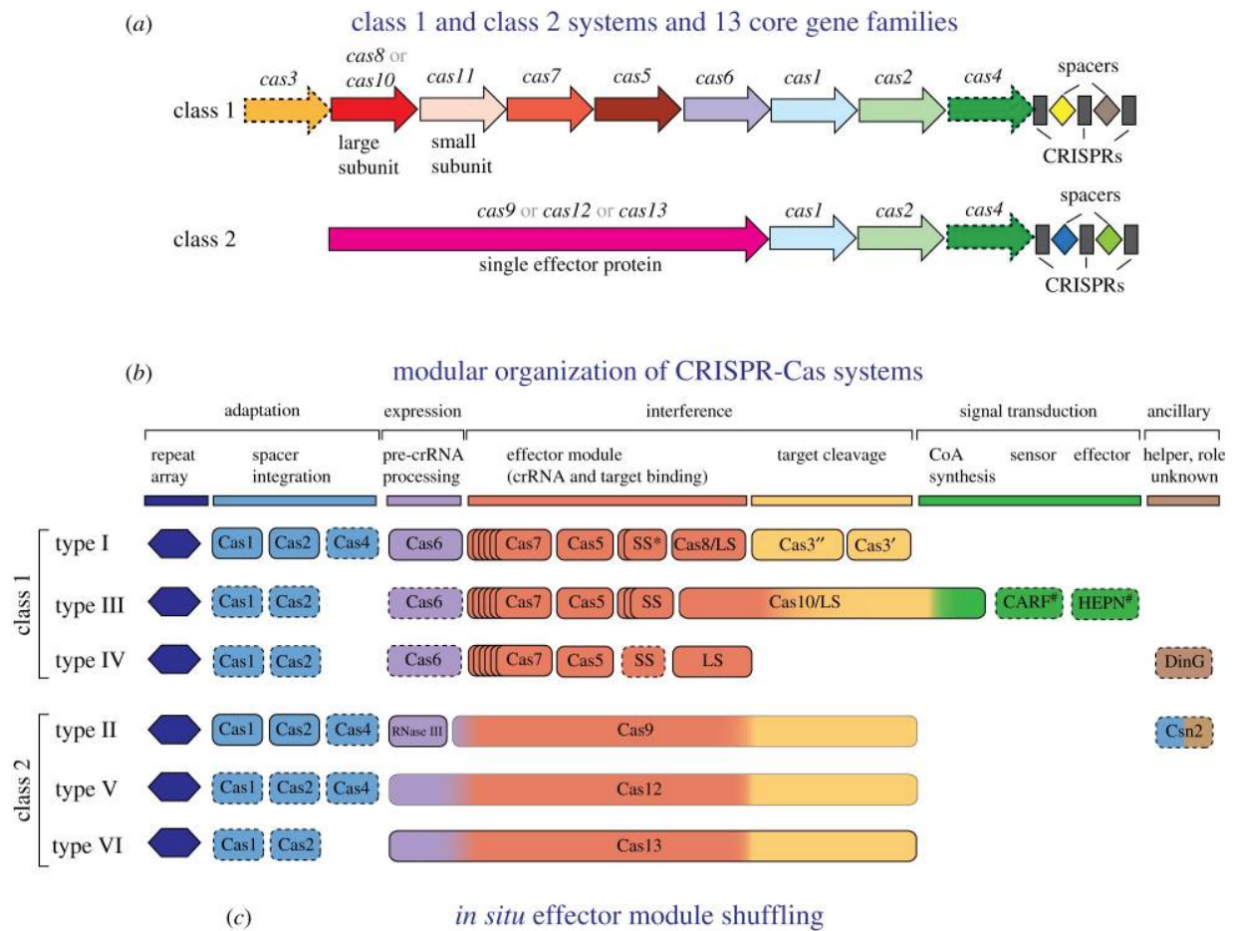 (a) class 1 and class 2 systems and 13 core gene families
cas3 cas8 or cas10 cas11 cas7 cas5 cas6 cas1 cas2 cas4 spacers
class 1
large subunit small subunit CRISPRs
cas9 or cas12 or cas13 cas1 cas2 cas4 spacers
class 2
single effector protein CRISPRs
(b) modular organization of CRISPR-Cas systems
adaptation expression interference signal transduction ancillary
repeat array spacer integration pre-crRNA processing effector module (crRNA and target binding) target cleavage CoA synthesis sensor effector helper, role unknown
class 1
type I Cas1 Cas2 Cas4 Cas6 Cas7 Cas5 SS* Cas8/LS Cas3″ Cas3′
type III Cas1 Cas2 Cas6 Cas7 Cas5 SS Cas10/LS CARF# HEPN#
type IV Cas1 Cas2 Cas6 Cas7 Cas5 SS LS DinG
class 2
type II Cas1 Cas2 Cas4 RNase III Cas9 Csn2
type V Cas1 Cas2 Cas4 Cas12
type VI Cas1 Cas2 Cas13
(c) in situ effector module shuffling